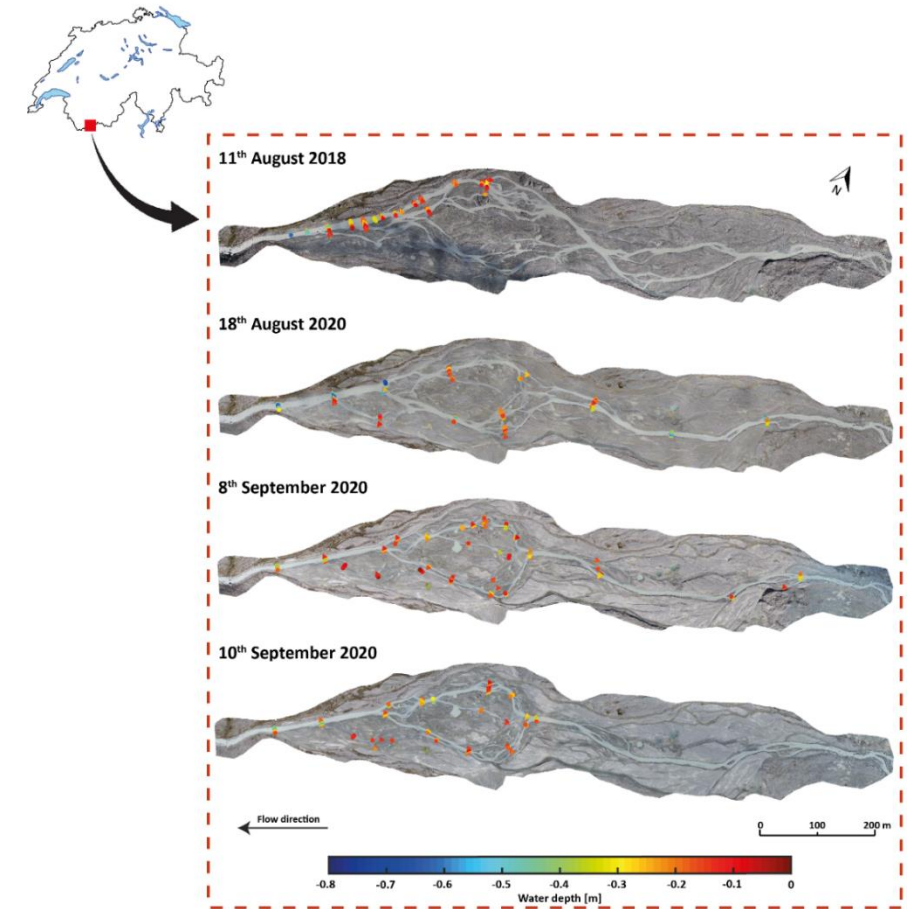 11th August 2018
N
18th August 2020
8th September 2020
10th September 2020
Flow direction
0 100 200 m
-0.8 -0.7 -0.6 -0.5 -0.4 -0.3 -0.2 -0.1 0
Water depth [m]